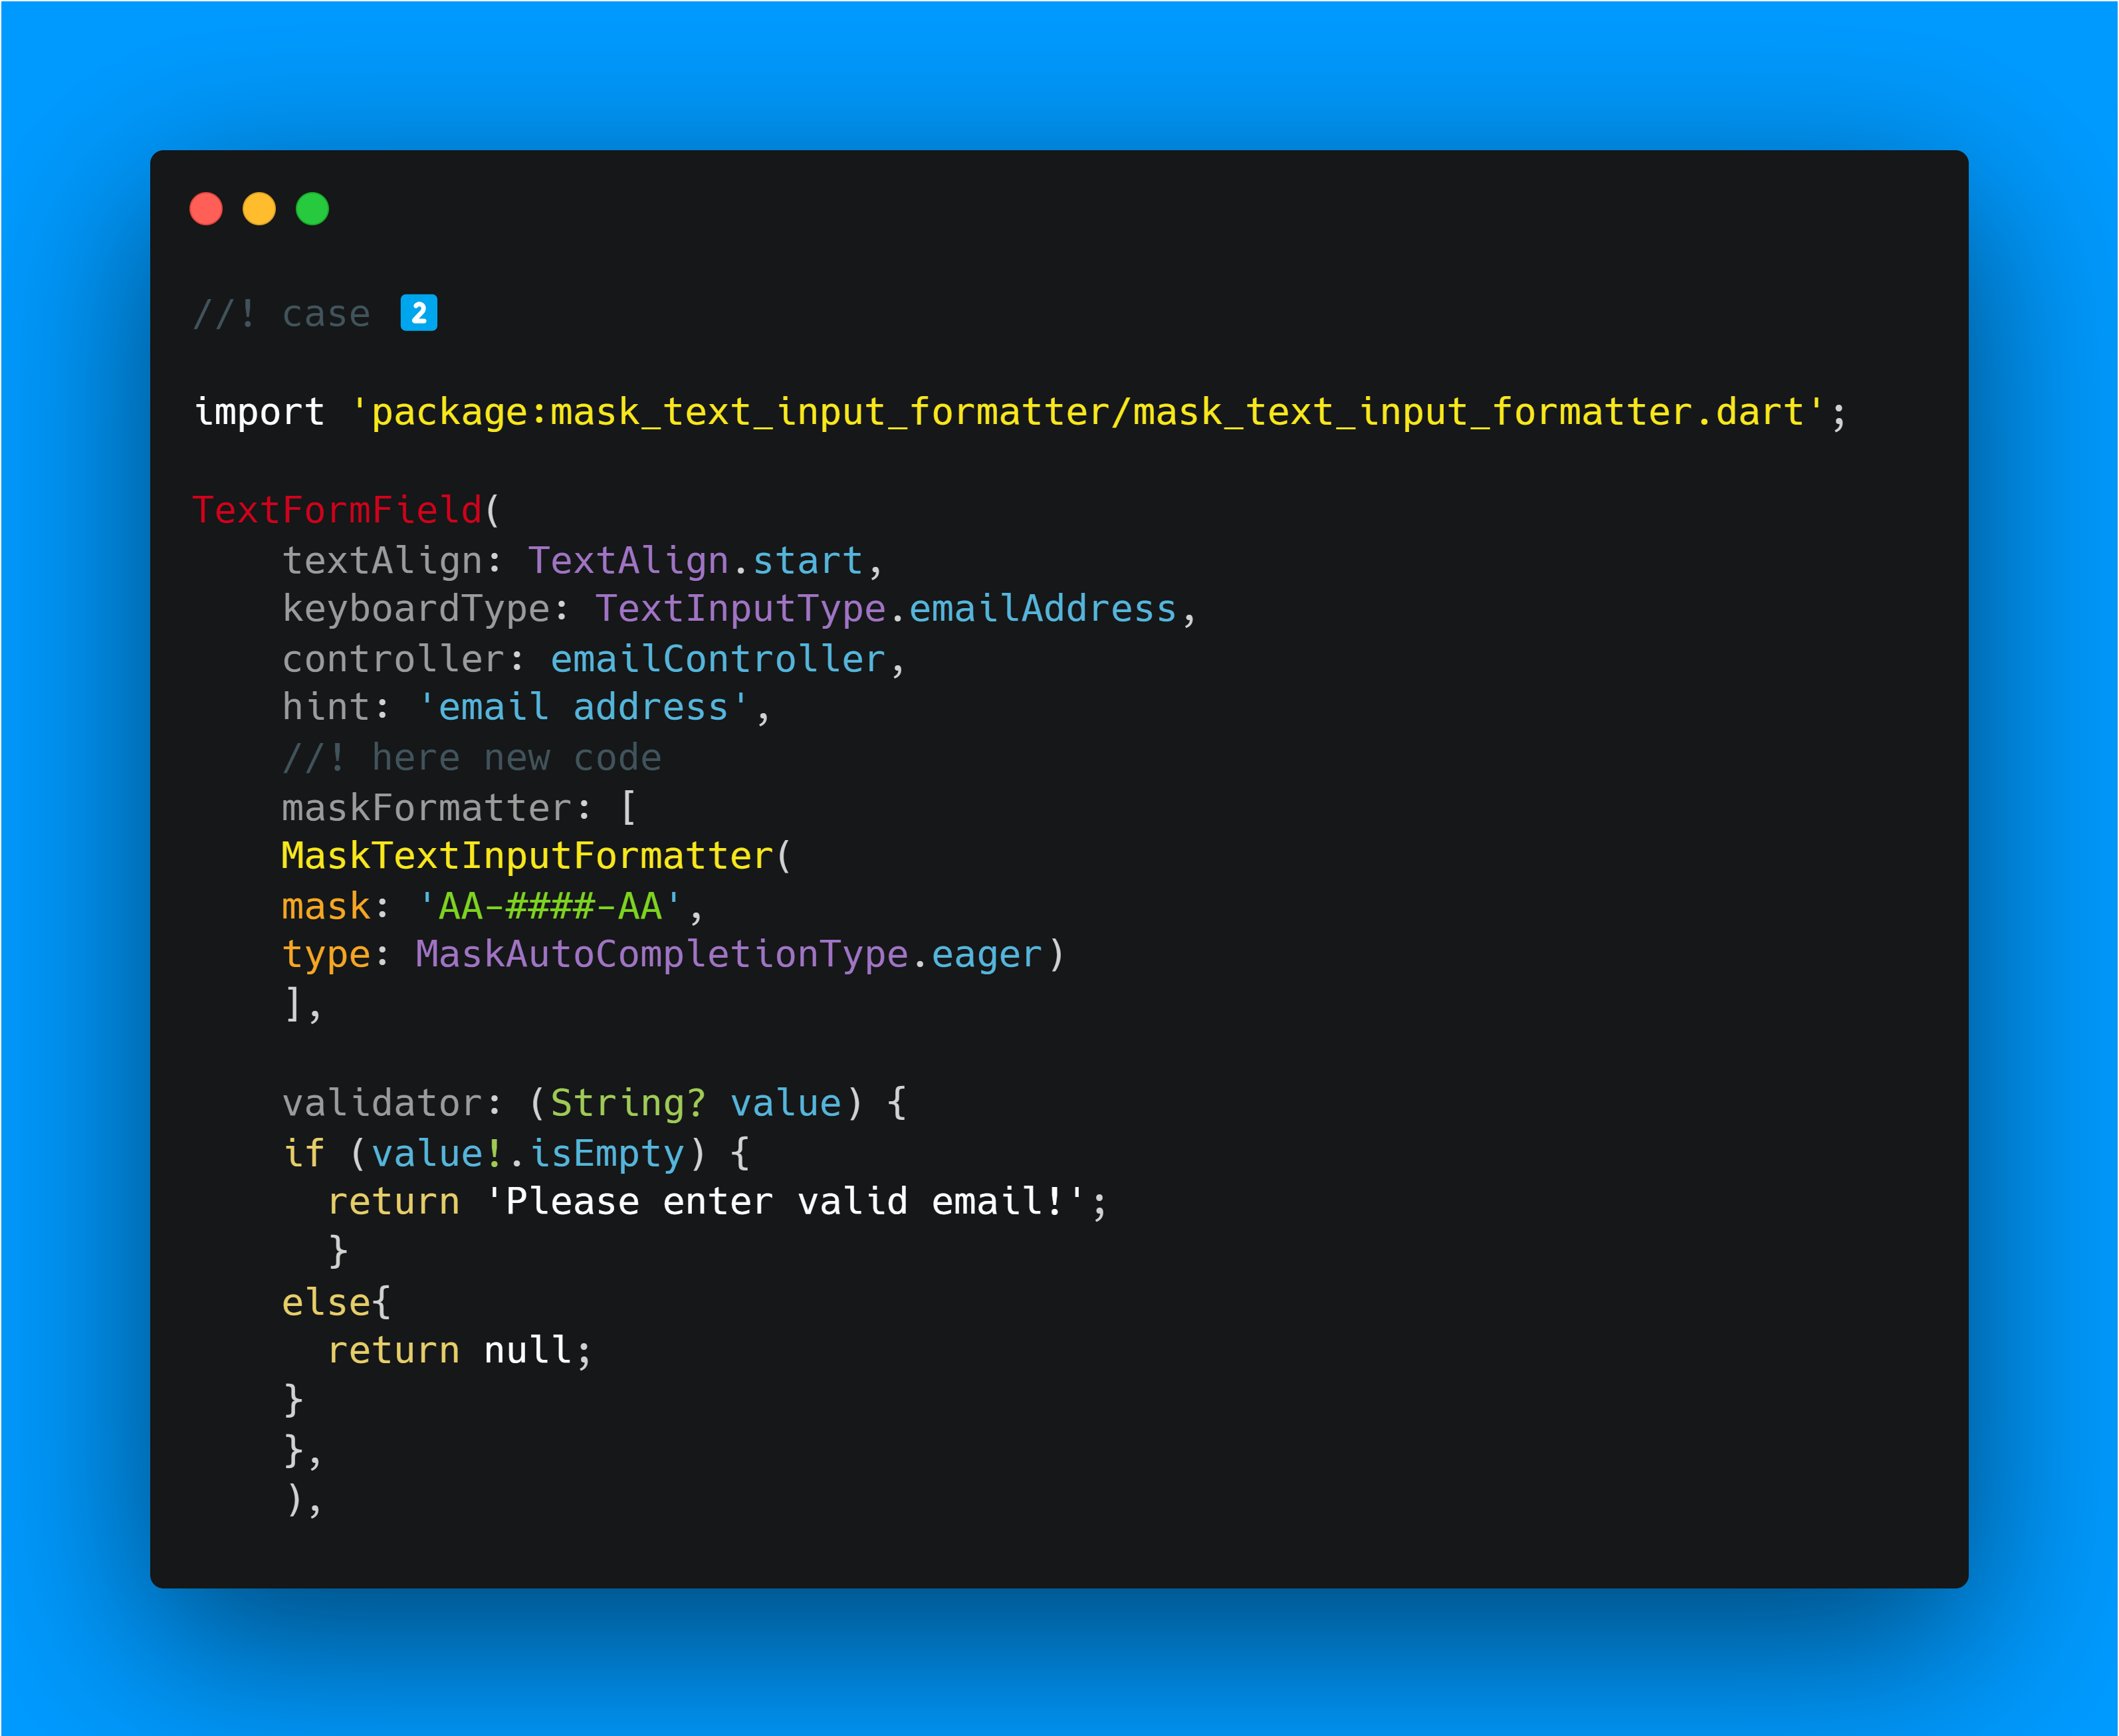 //! case 2️⃣
import 'package:mask_text_input_formatter/mask_text_input_formatter.dart';
TextFormField(
    textAlign: TextAlign.start,
    keyboardType: TextInputType.emailAddress,
    controller: emailController,
    hint: 'email address',
    //! here new code
    maskFormatter: [
    MaskTextInputFormatter(
    mask: 'AA-####-AA',
    type: MaskAutoCompletionType.eager)
    ],
    validator: (String? value) {
    if (value!.isEmpty) {
      return 'Please enter valid email!';
      }
    else{
      return null;
    }
    },
    ),